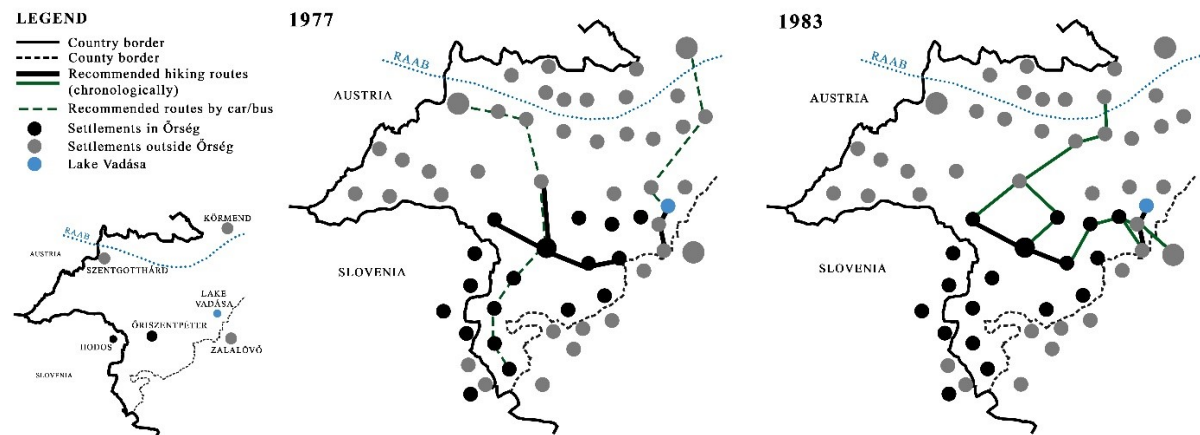 LEGEND
Country border
County border
Recommended hiking routes
(chronologically)
Recommended routes by car/bus
Settlements in Őrség
Settlements outside Őrség
Lake Vadása
KÖRMEND
RAAB
AUSTRIA
SZENTGOTTHÁRD
LAKE
VADÁSA
ŐRISZENTPÉTER
HODOS
ZALALÖVŐ
SLOVENIA
1977
RAAB
AUSTRIA
SLOVENIA
1983
RAAB
AUSTRIA
SLOVENIA